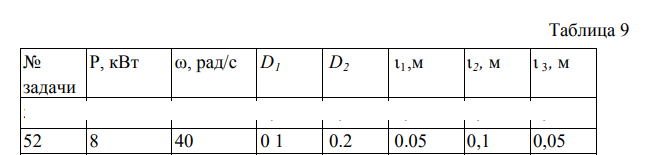 Таблица 9
№ задачи P, кВт ω, рад/с D1 D2 ι1,м ι2, м ι 3, м
52 8 40 0 1 0.2 0.05 0,1 0,05